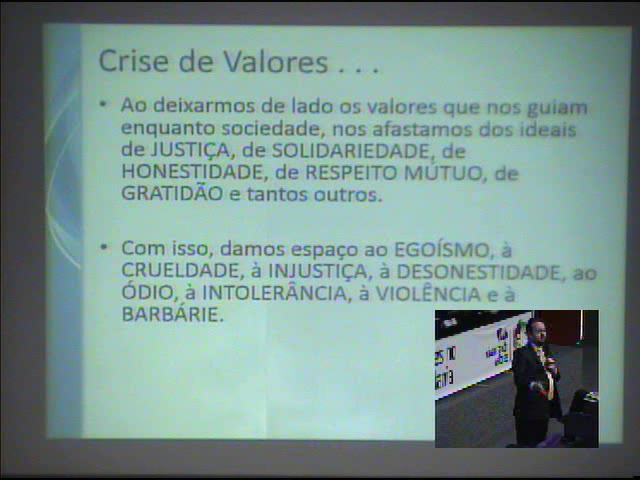 Crise de Valores . . .
• Ao deixarmos de lado os valores que nos guiam
enquanto sociedade, nos afastamos dos ideais
de JUSTIÇA, de SOLIDARIEDADE, de
HONESTIDADE, de RESPEITO MÚTUO, de
GRATIDÃO e tantos outros.
• Com isso, damos espaço ao EGOÍSMO, à
CRUELDADE, à INJUSTIÇA, à DESONESTIDADE, ao
ÓDIO, à INTOLERÂNCIA, à VIOLÊNCIA e à
BARBÁRIE.